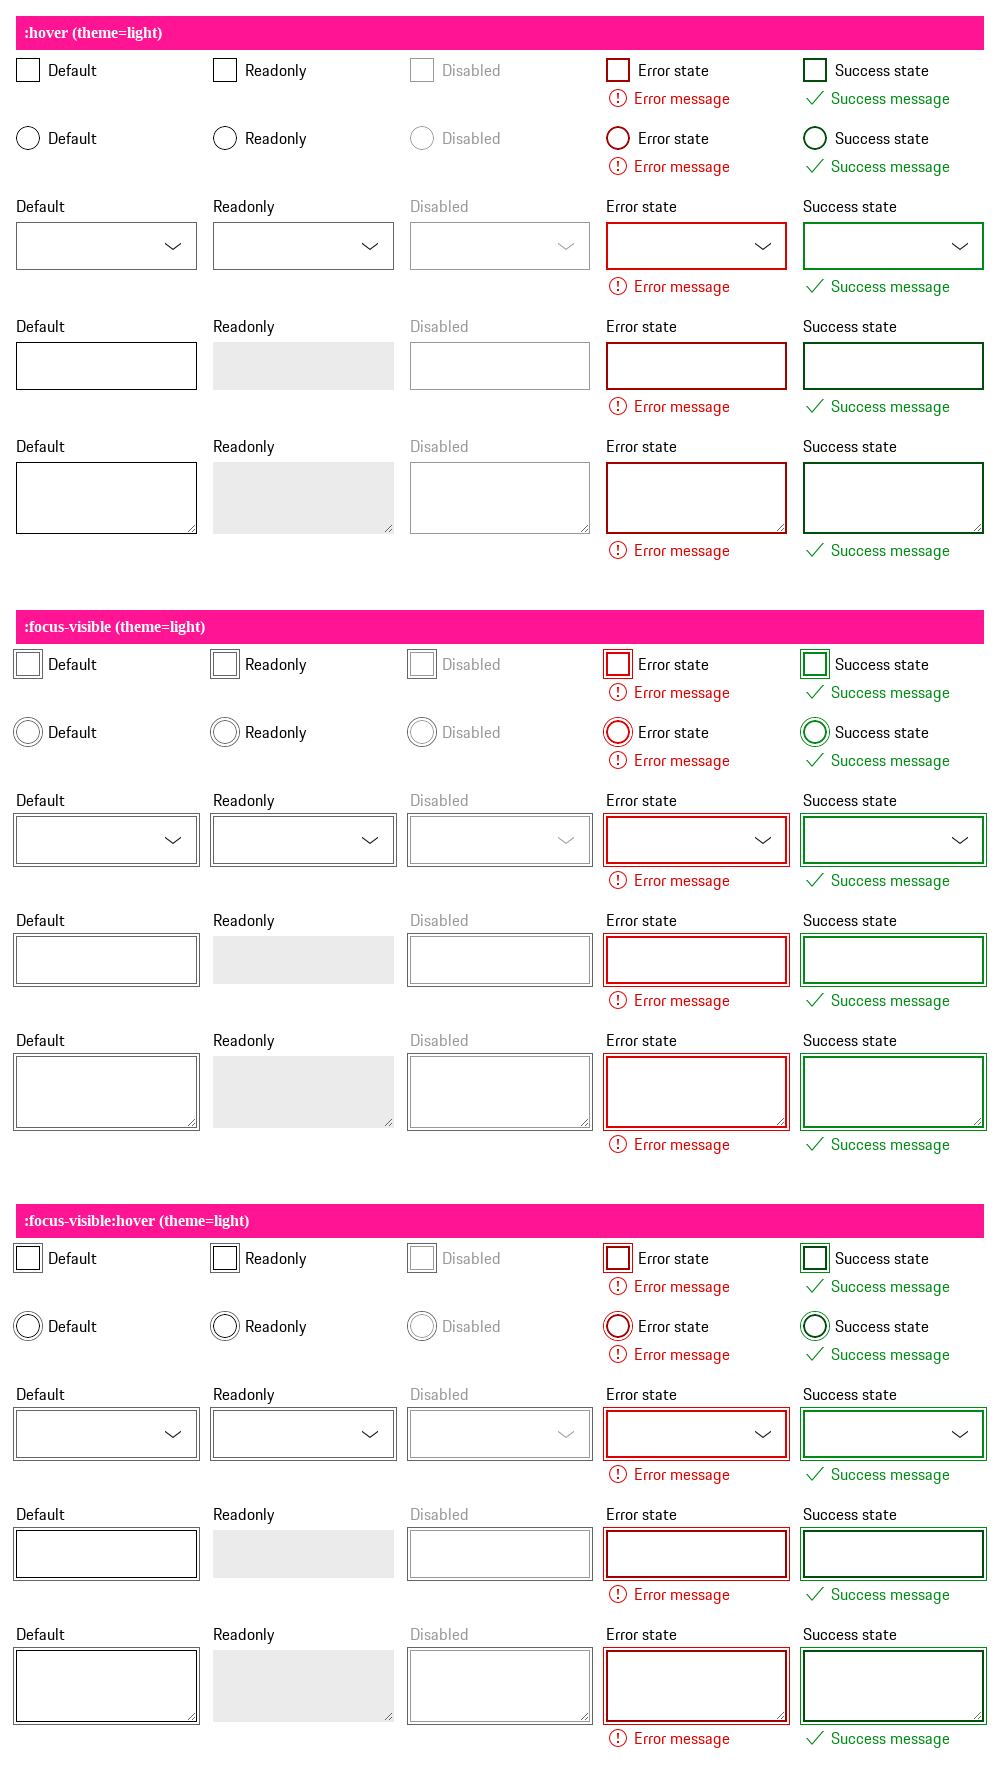 :hover (theme=light)
Default Readonly Disabled Error state Success state
Error message Success message
Default Readonly Disabled Error state Success state
Error message Success message
Default Readonly Disabled Error state Success state
Error message Success message
Default Readonly Disabled Error state Success state
Error message Success message
Default Readonly Disabled Error state Success state
Error message Success message
:focus-visible (theme=light)
Default Readonly Disabled Error state Success state
Error message Success message
Default Readonly Disabled Error state Success state
Error message Success message
Default Readonly Disabled Error state Success state
Error message Success message
Default Readonly Disabled Error state Success state
Error message Success message
Default Readonly Disabled Error state Success state
Error message Success message
:focus-visible:hover (theme=light)
Default Readonly Disabled Error state Success state
Error message Success message
Default Readonly Disabled Error state Success state
Error message Success message
Default Readonly Disabled Error state Success state
Error message Success message
Default Readonly Disabled Error state Success state
Error message Success message
Default Readonly Disabled Error state Success state
Error message Success message